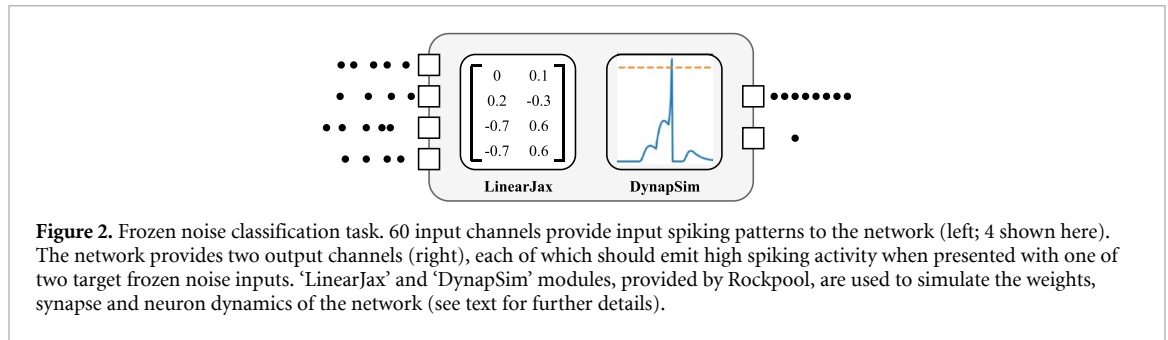 0 0.1
0.2 -0.3
-0.7 0.6
-0.7 0.6
LinearJax DynapSim
Figure 2. Frozen noise classification task. 60 input channels provide input spiking patterns to the network (left; 4 shown here).
The network provides two output channels (right), each of which should emit high spiking activity when presented with one of
two target frozen noise inputs. ‘LinearJax’ and ‘DynapSim’ modules, provided by Rockpool, are used to simulate the weights,
synapse and neuron dynamics of the network (see text for further details).